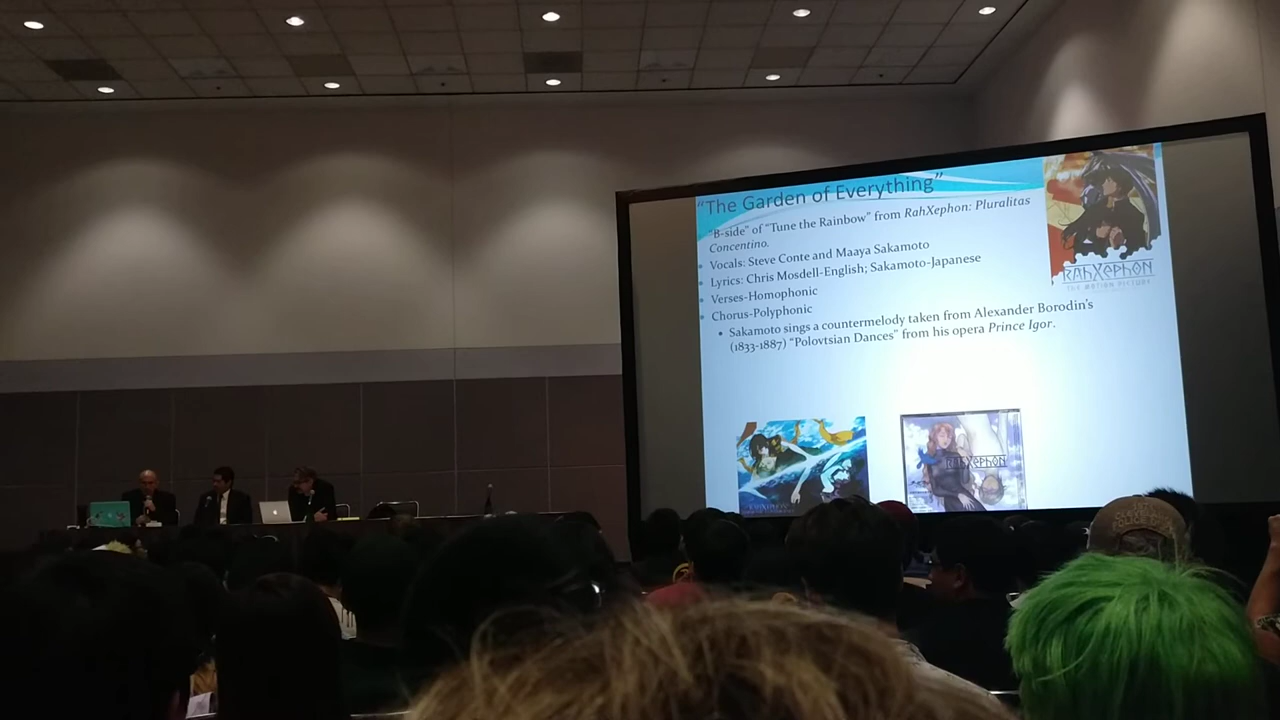 "The Garden of Everything"
"B-side" of "Tune the Rainbow" from RahXephon: Pluralitas
Concentino.
Vocals: Steve Conte and Maaya Sakamoto
Lyrics: Chris Mosdell-English; Sakamoto-Japanese
Verses-Homophonic
Chorus-Polyphonic
Sakamoto sings a countermelody taken from Alexander Borodin's
(1833-1887) "Polovtsian Dances" from his opera Prince Igor.
RAHXEPHON
THE MOTION PICTURE
RAHXEPHON